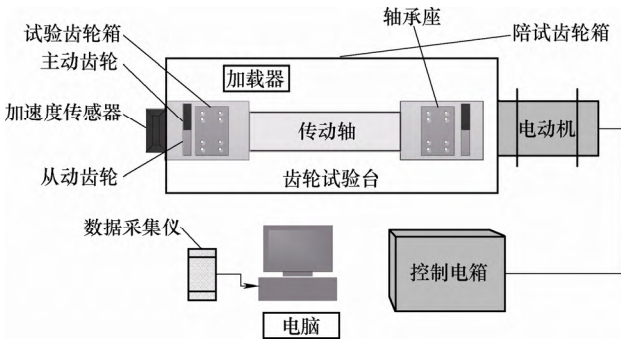 轴承座
试验齿轮箱
陪试齿轮箱
主动齿轮
加载器
加速度传感器
传动轴
电动机
从动齿轮
齿轮试验台
数据采集仪
控制电箱
电脑